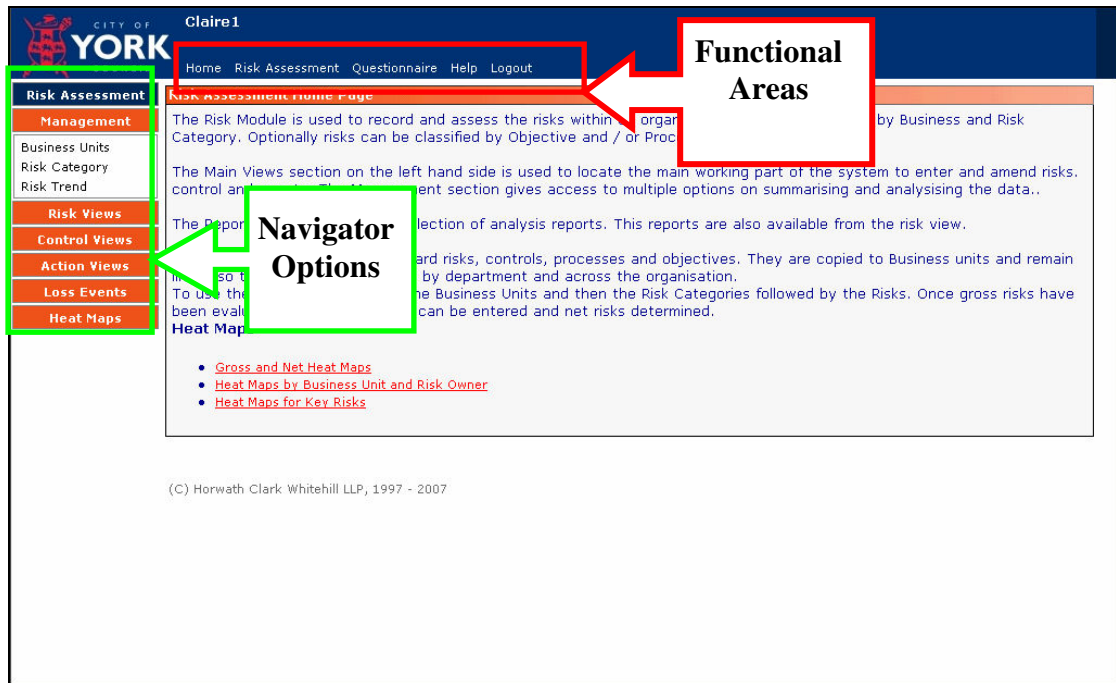 CITY OF
YORK
Claire1
Home Risk Assessment Questionnaire Help Logout
Functional
Areas
Risk Assessment
Management
Business Units
Risk Category
Risk Trend
Risk Views
Control Views
Action Views
Loss Events
Heat Maps
Navigator
Options
Risk Assessment Home Page
The Risk Module is used to record and assess the risks within by Business and Risk
Category. Optionally risks can be classified by Objective and / or
The Main Views section on the left hand side is used to locate the main working part of the system to enter and amend risks.
control and The section gives access to multiple options on summarising and analysising the data..
The of analysis reports. This reports are also available from the risk view.
risks, controls, processes and objectives. They are copied to Business units and remain
by department and across the organisation.
To use Business Units and then the Risk Categories followed by the Risks. Once gross risks have
been can be entered and net risks determined.
Heat
• Gross and Net Heat Maps
• Heat Maps by Business Unit and Risk Owner
• Heat Maps for Key Risks
(C) Horwath Clark Whitehill LLP, 1997 - 2007